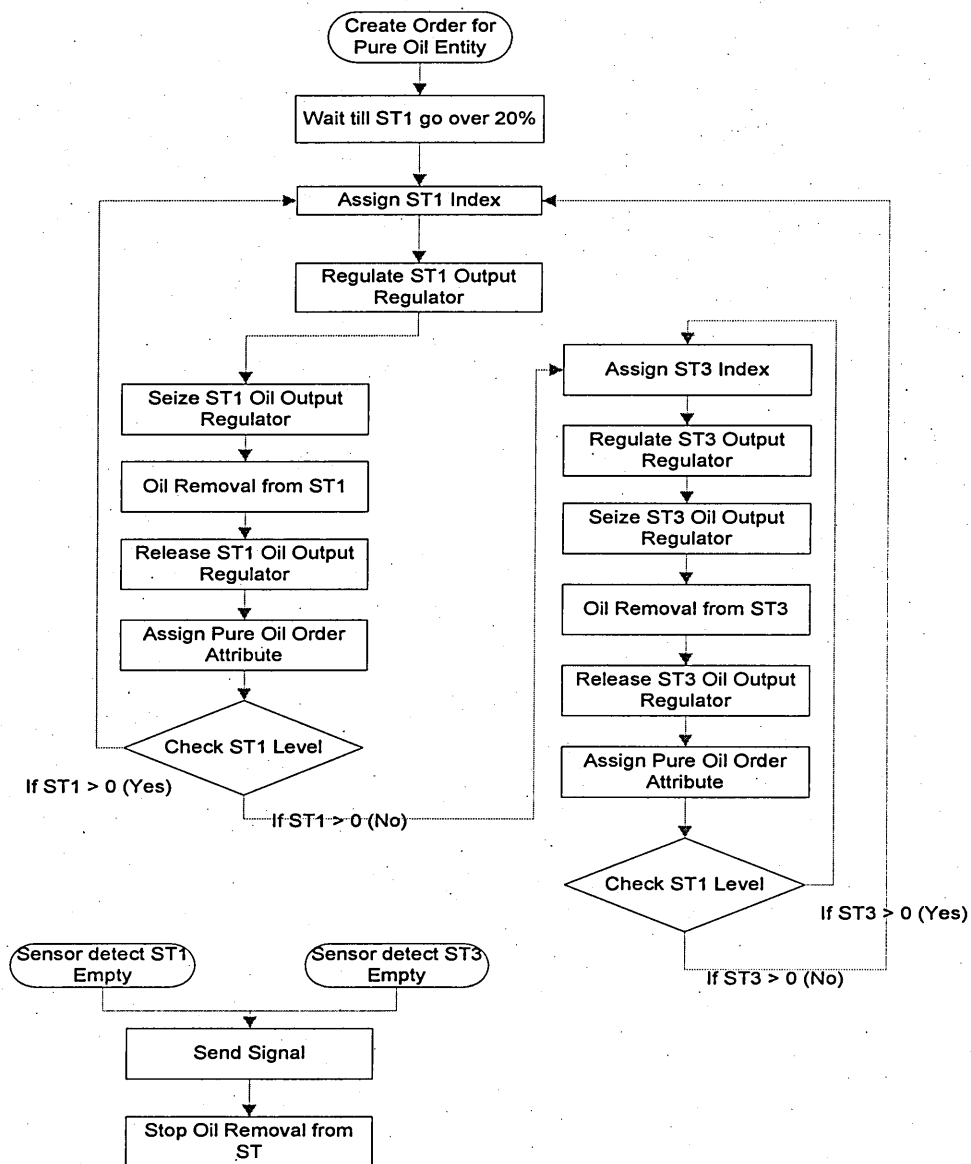 Create Order for
Pure Oil Entity
Wait till ST1 go over 20%
Assign ST1 Index
Regulate ST1 Output
Regulator
Seize ST1 Oil Output
Regulator
Oil Removal from ST1
Release ST1 Oil Output
Regulator
Assign Pure Oil Order
Attribute
Check ST1 Level
If ST1 > 0 (Yes)
If ST1 > 0 (No)
Assign ST3 Index
Regulate ST3 Output
Regulator
Seize ST3 Oil Output
Regulator
Oil Removal from ST3
Release ST3 Oil Output
Regulator
Assign Pure Oil Order
Attribute
Check ST1 Level
If ST3 > 0 (Yes)
If ST3 > 0 (No)
Sensor detect ST1
Empty
Sensor detect ST3
Empty
Send Signal
Stop Oil Removal from
ST